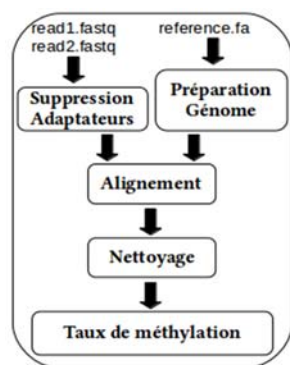 read1.fastq
read2.fastq
reference.fa
Suppression
Adaptateurs
Préparation
Génome
Alignement
Nettoyage
Taux de méthylation